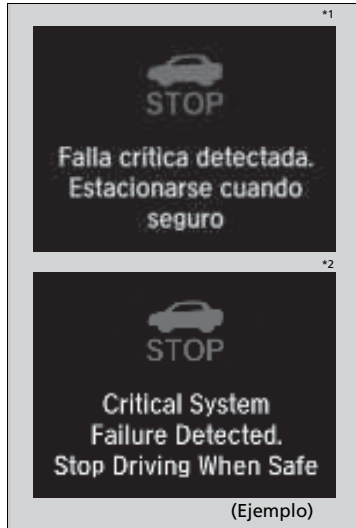 *1
STOP
Falla crítica detectada.
Estacionarse cuando
seguro
*2
STOP
Critical System
Failure Detected.
Stop Driving When Safe
(Ejemplo)